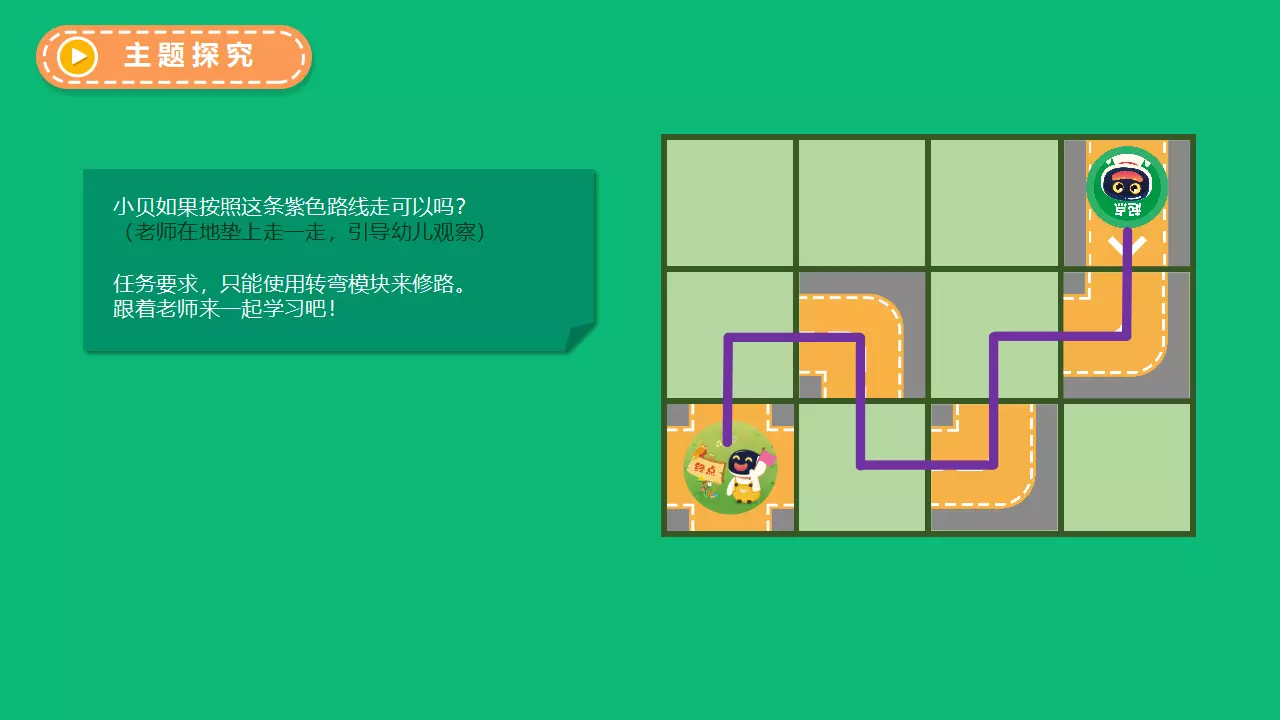 主题探究
小贝如果按照这条紫色路线走可以吗？
（老师在地垫上走一走，引导幼儿观察）
任务要求，只能使用转弯模块来修路。
跟着老师来一起学习吧！
起点
终点